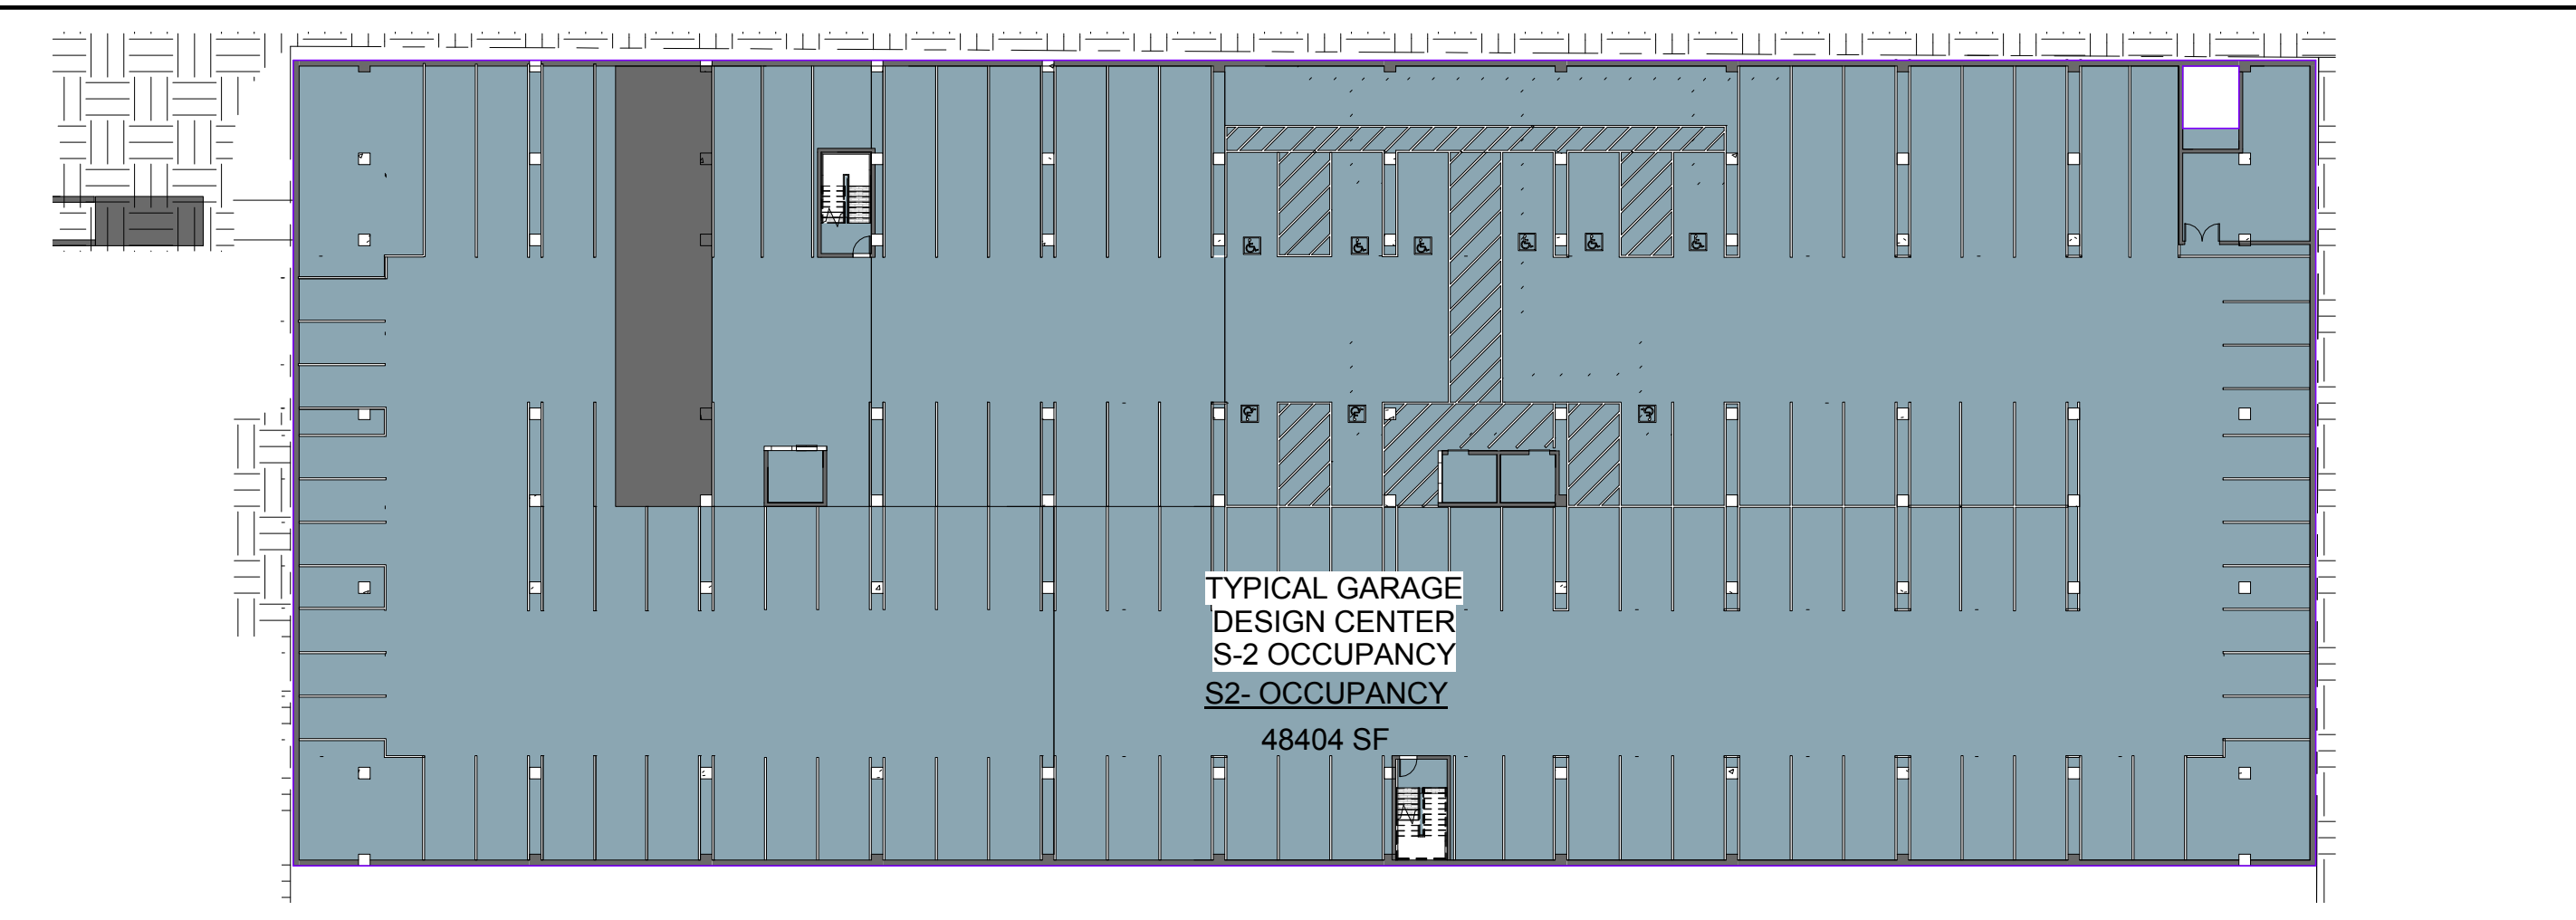 TYPICAL GARAGE
DESIGN CENTER
S-2 OCCUPANCY
S2- OCCUPANCY
48404 SF